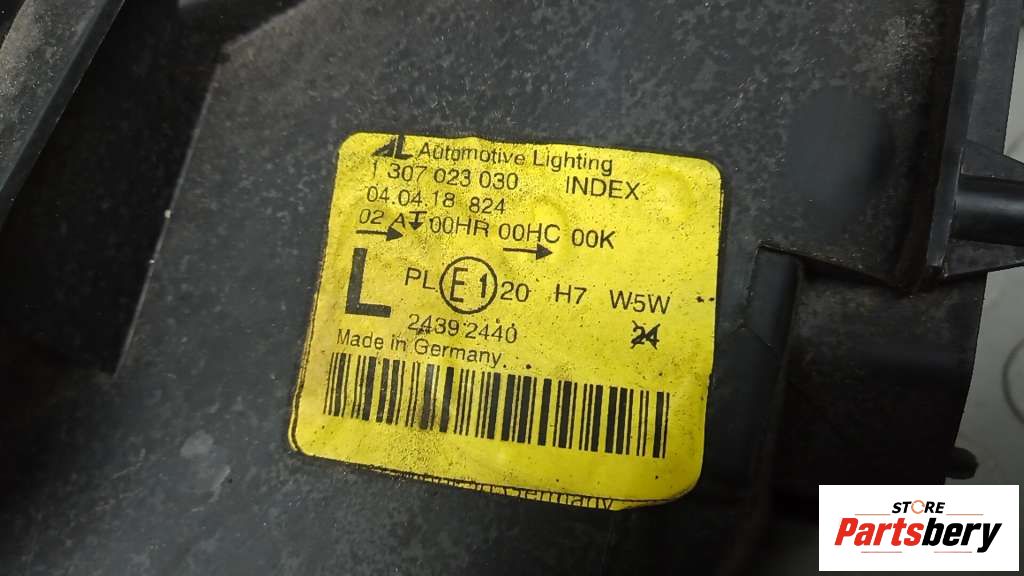 AL Automotive Lighting
1 307 023 030 INDEX
04.04.18 824
02 A 00HR 00HC 00K
L PL E1 20 H7 W5W
2439 2440 24
Made in Germany
Germany
STORE
Partsbery